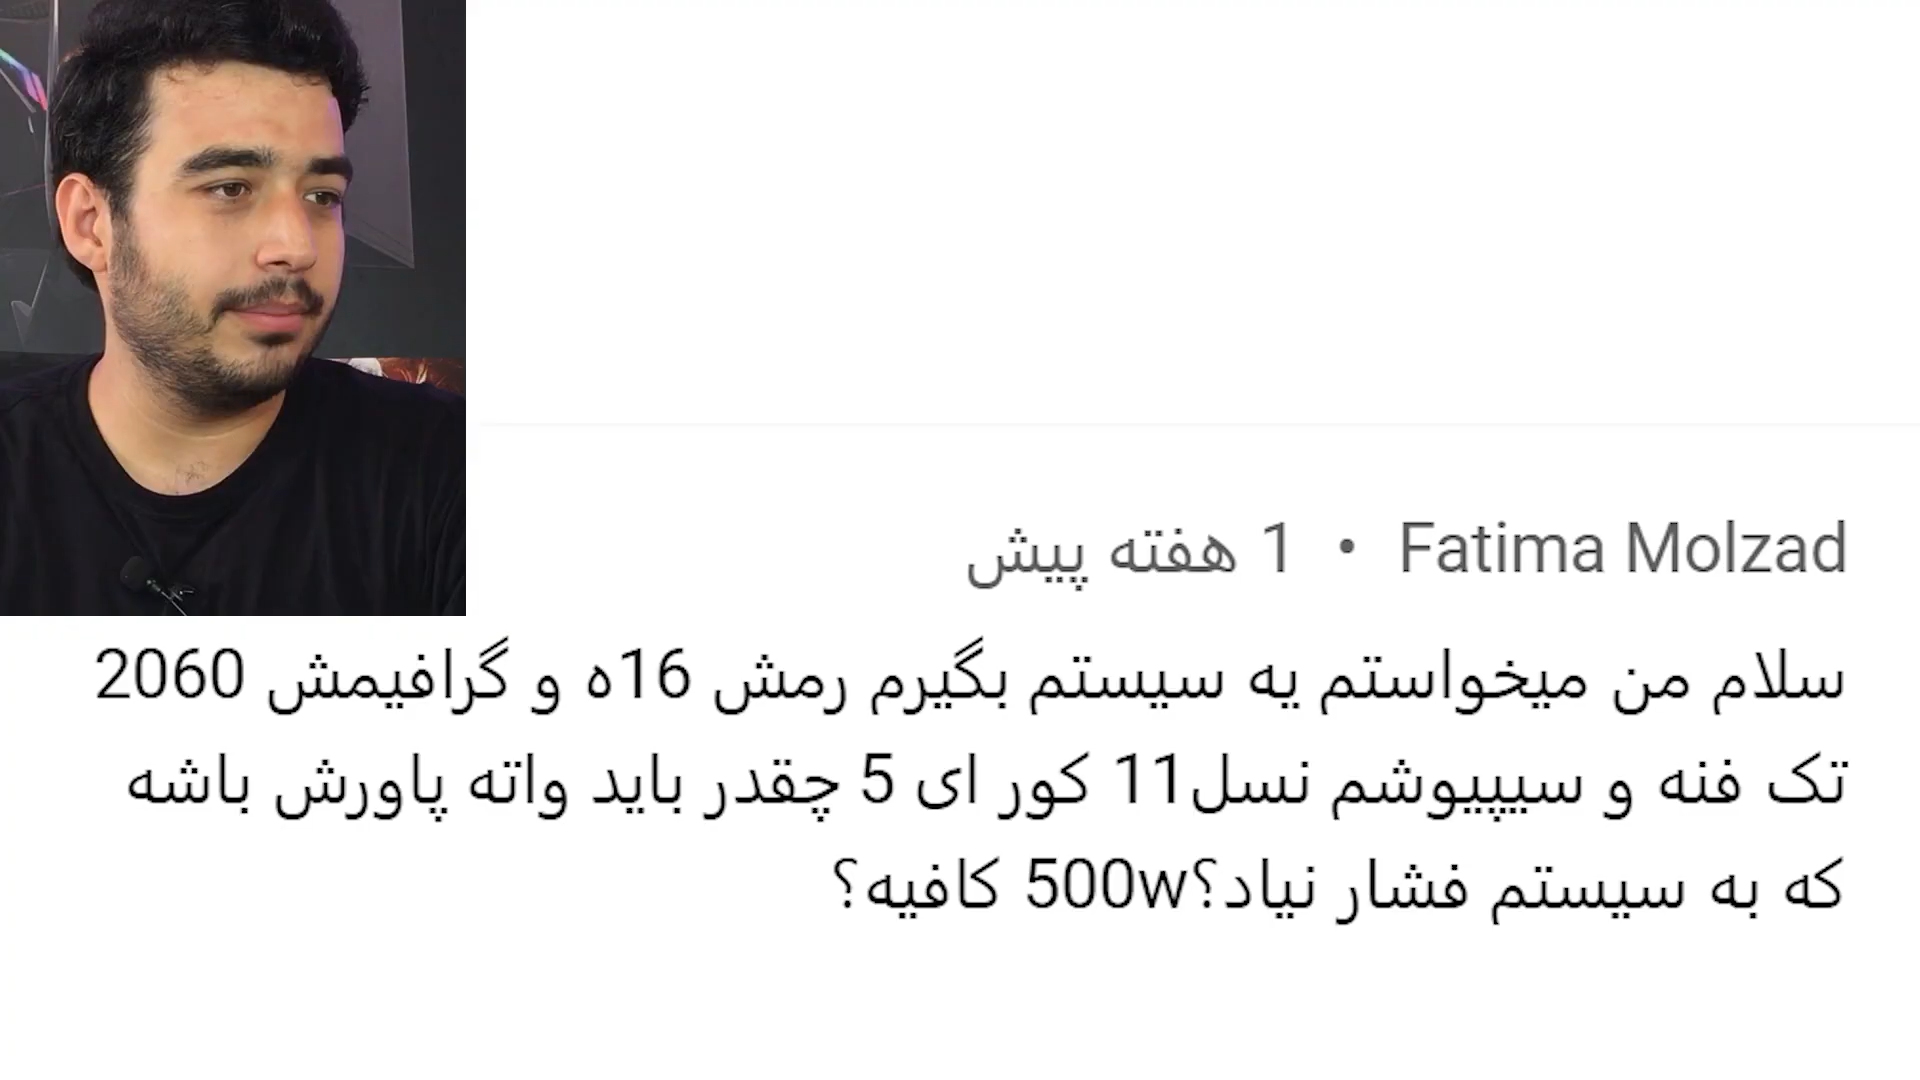 Fatima Molzad • 1 هفته پیش
سلام من میخواستم یه سیستم بگیرم رمش 16ه و گرافیمش 2060
تک فنه و سیپیوشم نسل11 کور ای 5 چقدر باید واته پاورش باشه
که به سیستم فشار نیاد؟500w کافیه؟